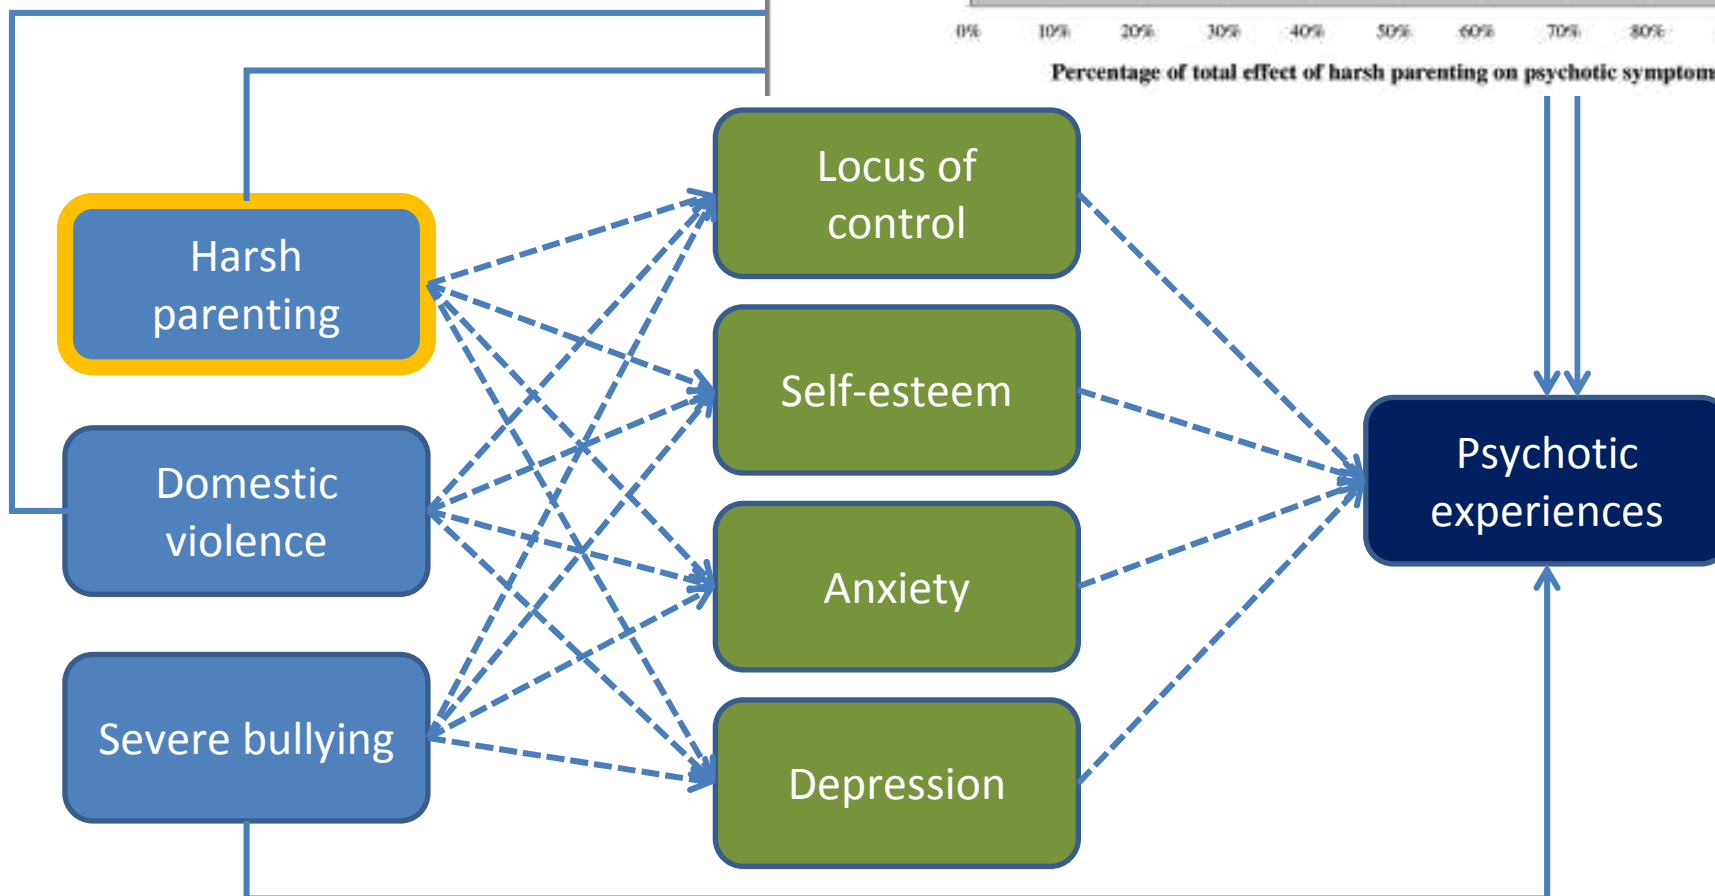 0% 10% 20% 30% 40% 50% 60% 70% 80%
Percentage of total effect of harsh parenting on psychotic symptoms
Locus of
control
Harsh
parenting
Self-esteem
Domestic
violence
Psychotic
experiences
Anxiety
Severe bullying
Depression